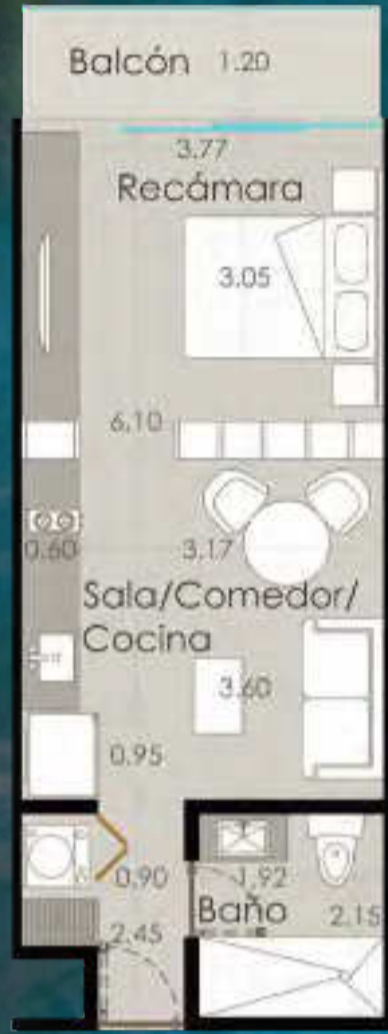 Balcón 1.20
3.77
Recámara
3.05
6.10
0.60 3.17
Sala/Comedor/
Cocina
3.60
0.95
0.90 1.92
Baño 2.15
2.45